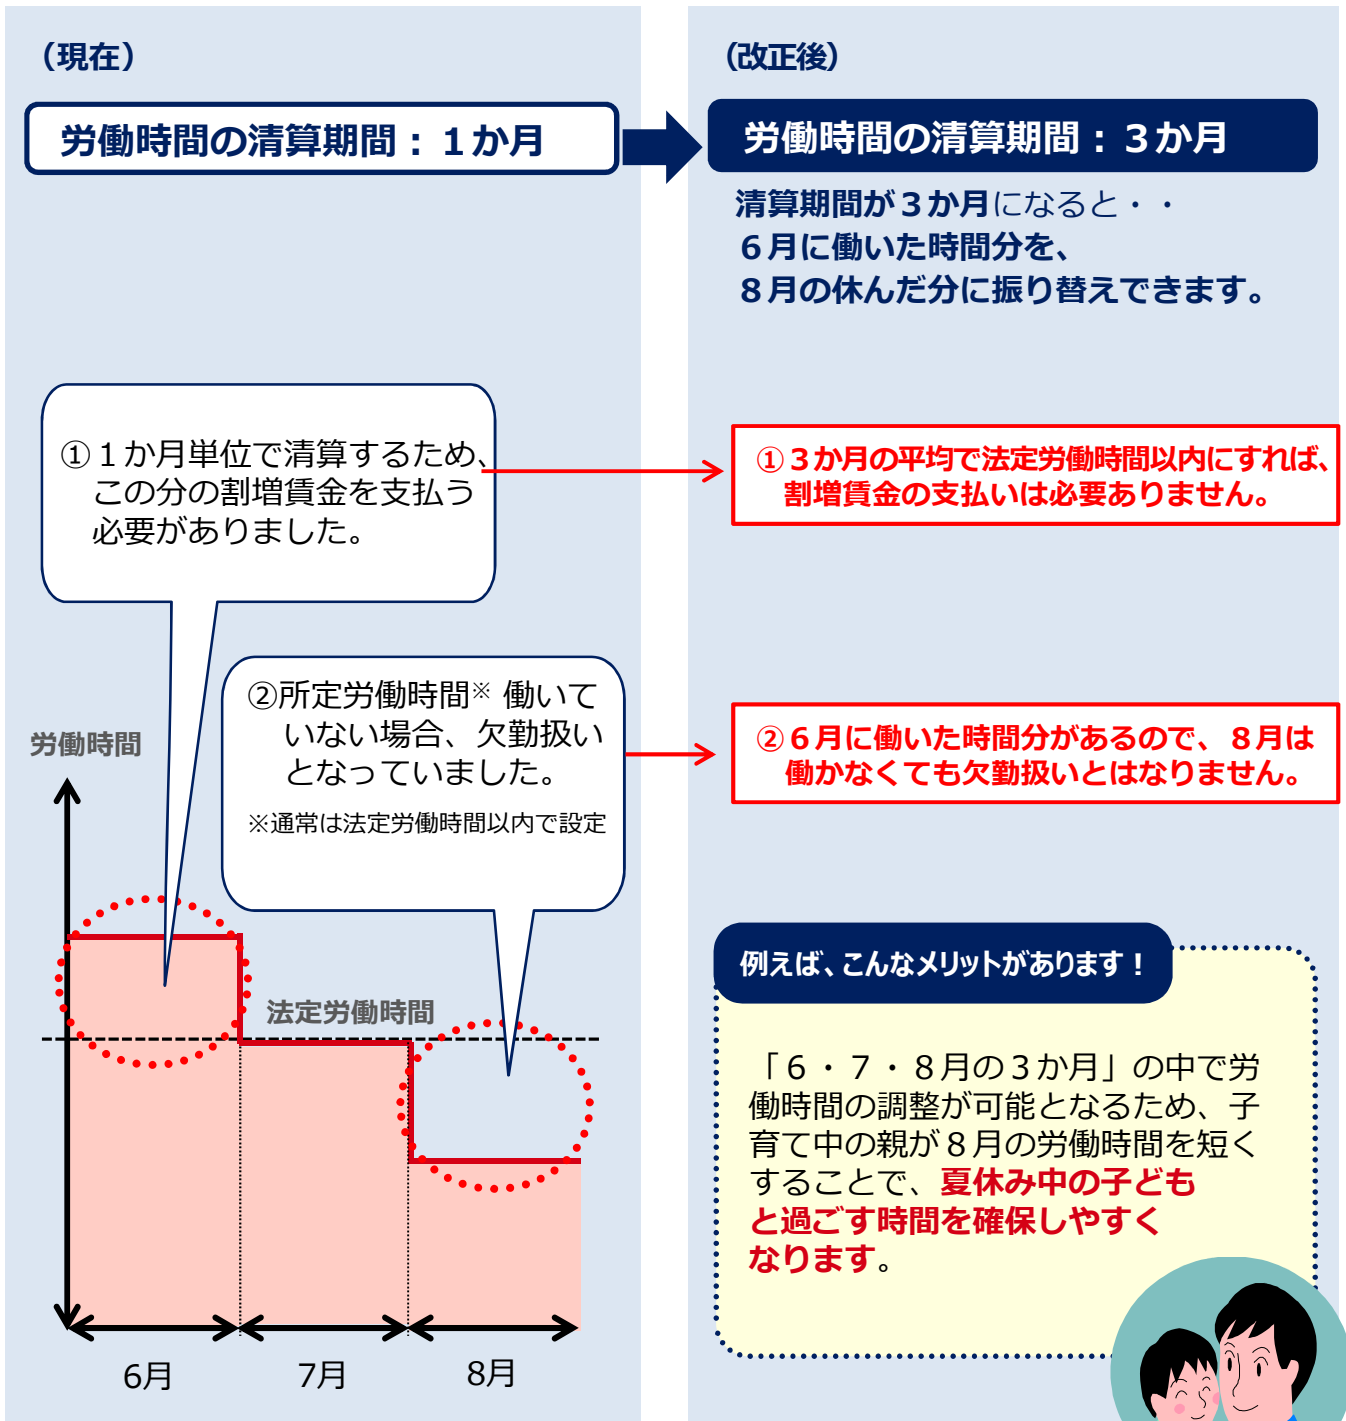 （現在）
労働時間の清算期間：１か月
①１か月単位で清算するため、
この分の割増賃金を支払う
必要がありました。
②所定労働時間※ 働いて
いない場合、欠勤扱い
となっていました。
※通常は法定労働時間以内で設定
労働時間
法定労働時間
6月
7月
8月
（改正後）
労働時間の清算期間：３か月
清算期間が３か月になると・・
６月に働いた時間分を、
８月の休んだ分に振り替えできます。
①３か月の平均で法定労働時間以内にすれば、
割増賃金の支払いは必要ありません。
②６月に働いた時間分があるので、８月は
働かなくても欠勤扱いとはなりません。
例えば、こんなメリットがあります！
「６・７・８月の３か月」の中で労
働時間の調整が可能となるため、子
育て中の親が８月の労働時間を短く
することで、夏休み中の子ども
と過ごす時間を確保しやすく
なります。